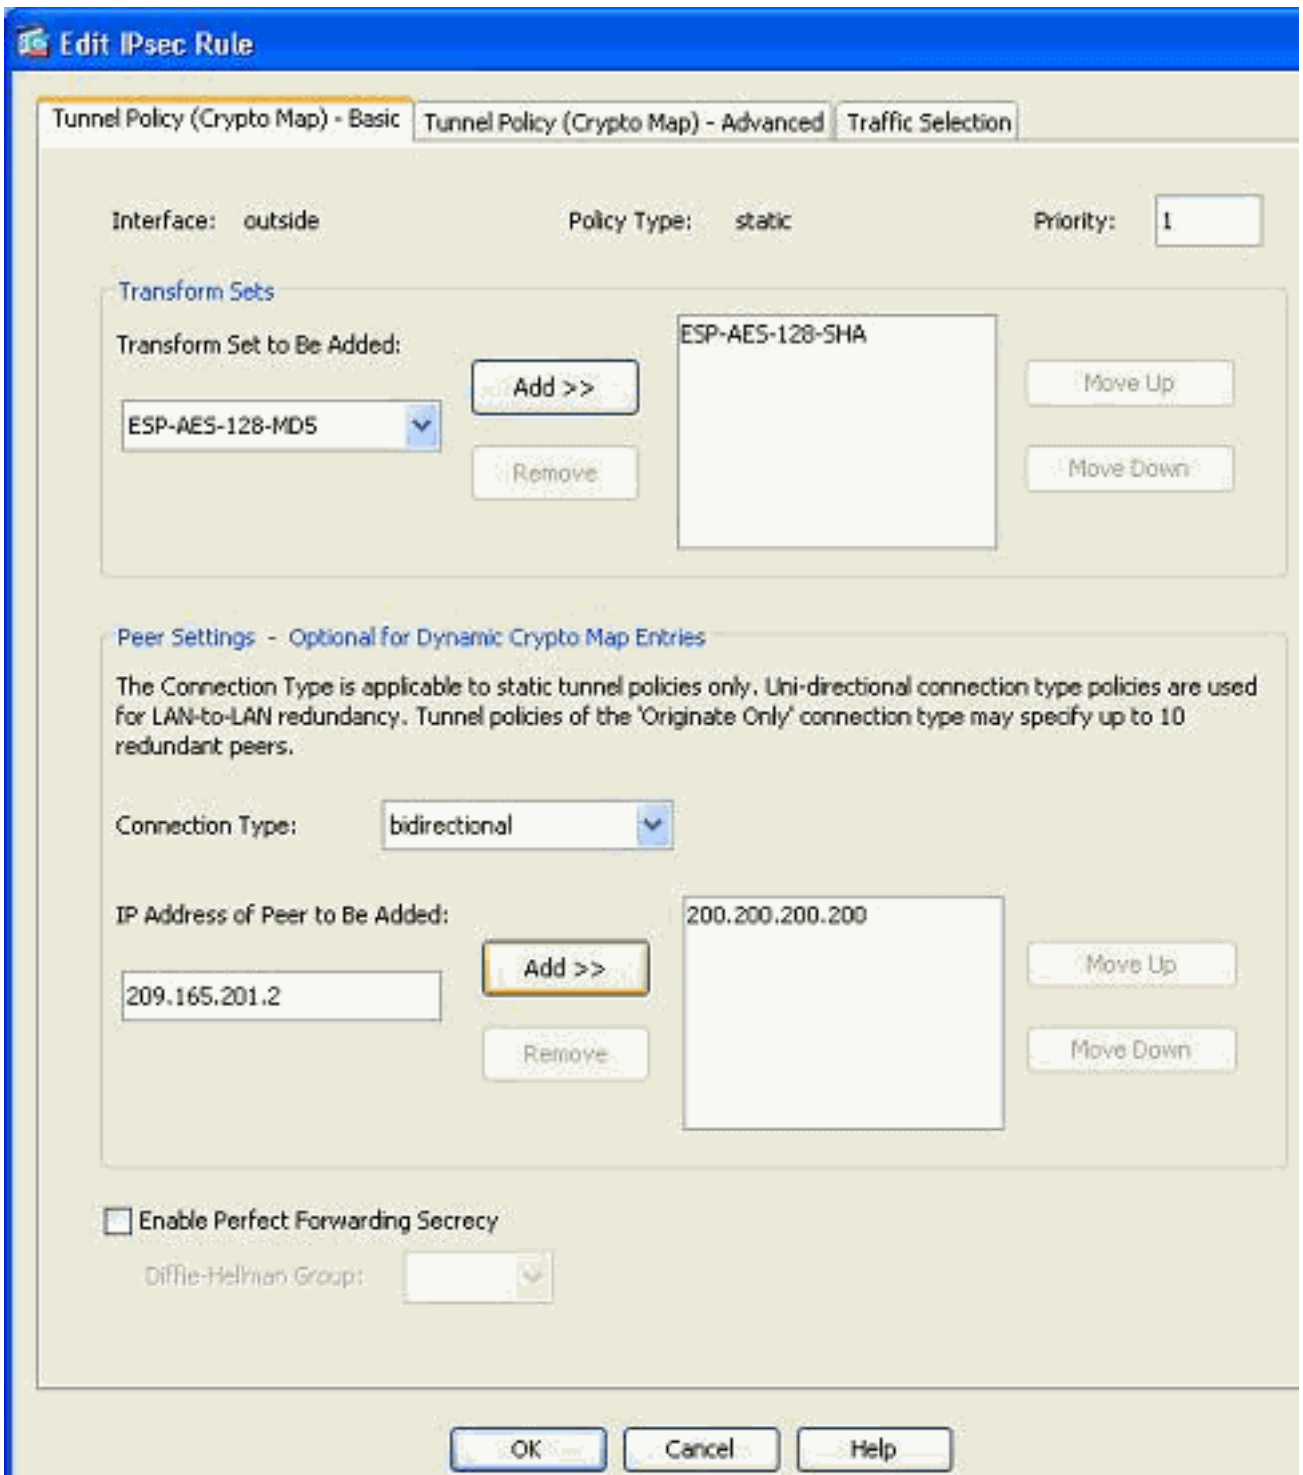 Edit IPsec Rule
Tunnel Policy (Crypto Map) - Basic Tunnel Policy (Crypto Map) - Advanced Traffic Selection
Interface: outside Policy Type: static Priority: 1
Transform Sets
Transform Set to Be Added:
ESP-AES-128-SHA
Add >>
Move Up
ESP-AES-128-MD5
Remove
Move Down
Peer Settings - Optional for Dynamic Crypto Map Entries
The Connection Type is applicable to static tunnel policies only. Uni-directional connection type policies are used
for LAN-to-LAN redundancy. Tunnel policies of the 'Originate Only' connection type may specify up to 10
redundant peers.
Connection Type: bidirectional
IP Address of Peer to Be Added:
200.200.200.200
Add >>
Move Up
209.165.201.2
Remove
Move Down
Enable Perfect Forwarding Secrecy
Diffie-Hellman Group:
OK Cancel Help